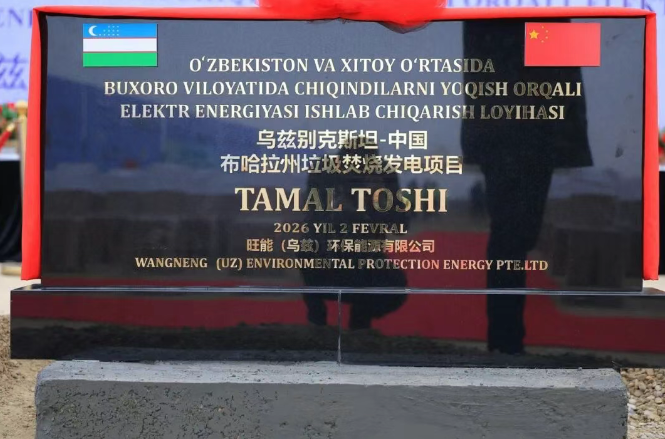 OʻZBEKISTON VA XITOY OʻRTASIDA
BUXORO VILOYATIDA CHIQINDILARNI YOQISH ORQALI
ELEKTR ENERGIYASI ISHLAB CHIQARISH LOYIHASI
乌兹别克斯坦-中国
布哈拉州垃圾焚烧发电项目
TAMAL TOSHI
2026 YIL 2 FEVRAL
旺能（乌兹）环保能源有限公司
WANGNENG (UZ) ENVIRONMENTAL PROTECTION ENERGY PTE.LTD